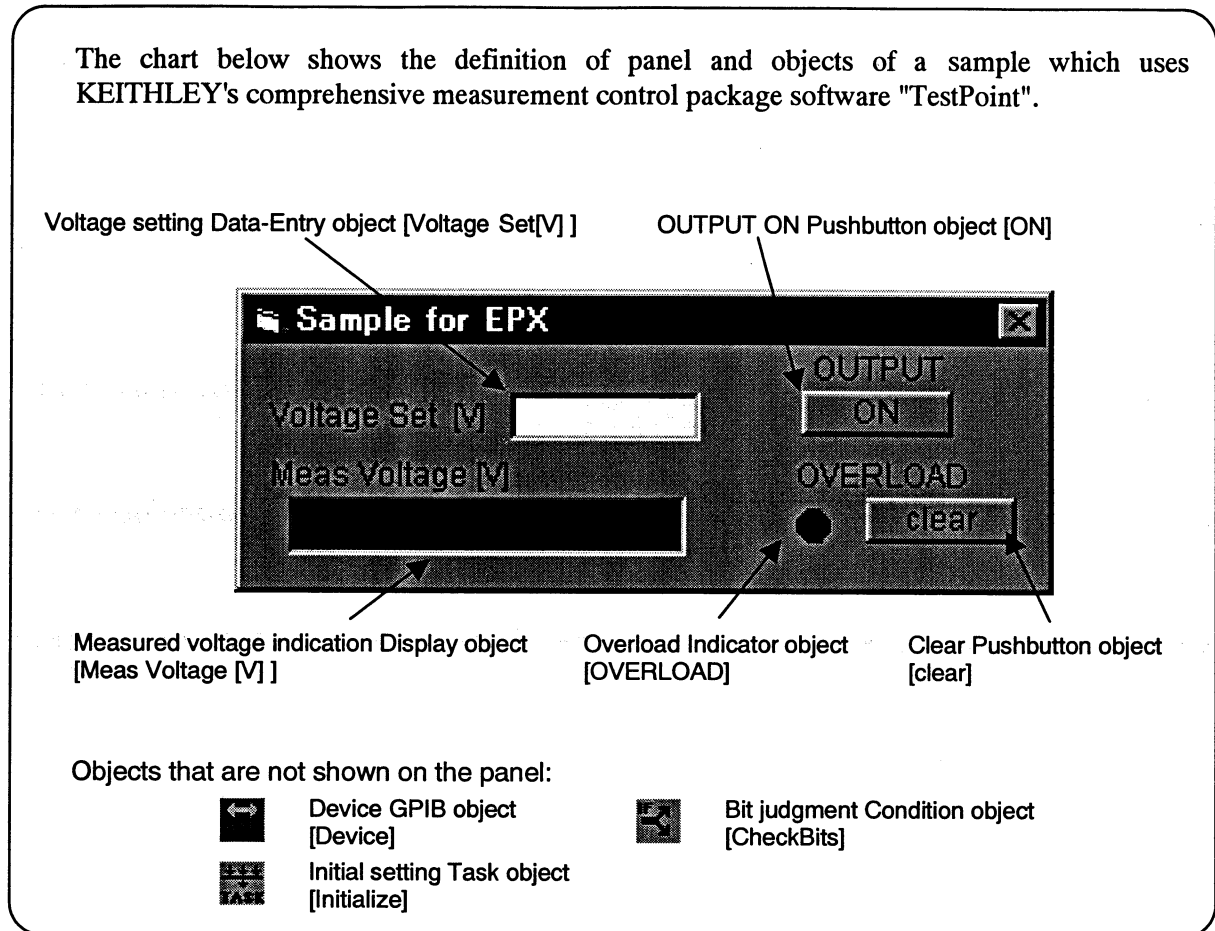 The chart below shows the definition of panel and objects of a sample which uses
KEITHLEY's comprehensive measurement control package software "TestPoint".
Voltage setting Data-Entry object [Voltage Set[V] ]
OUTPUT ON Pushbutton object [ON]
Sample for EPX
OUTPUT
Voltage Set [V]
ON
Meas Voltage [V]
OVERLOAD
clear
Measured voltage indication Display object
[Meas Voltage [V] ]
Overload Indicator object
[OVERLOAD]
Clear Pushbutton object
[clear]
Objects that are not shown on the panel:
Device GPIB object
[Device]
IF
Bit judgment Condition object
[CheckBits]
TASK
Initial setting Task object
[Initialize]